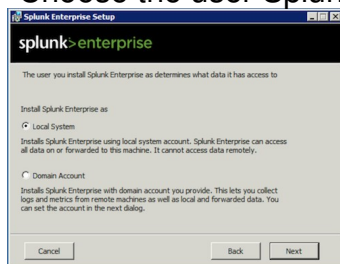 Choose the user Splun
Splunk Enterprise Setup
splunk>enterprise
The user you install Splunk Enterprise as determines what data it has access to
Install Splunk Enterprise as
Local System
Installs Splunk Enterprise using local system account. Splunk Enterprise can access
all data on or forwarded to this machine. It cannot access data remotely.
Domain Account
Installs Splunk Enterprise with domain account you provide. This lets you collect
logs and metrics from remote machines as well as local and forwarded data. You
can set the account in the next dialog.
Cancel
Back
Next